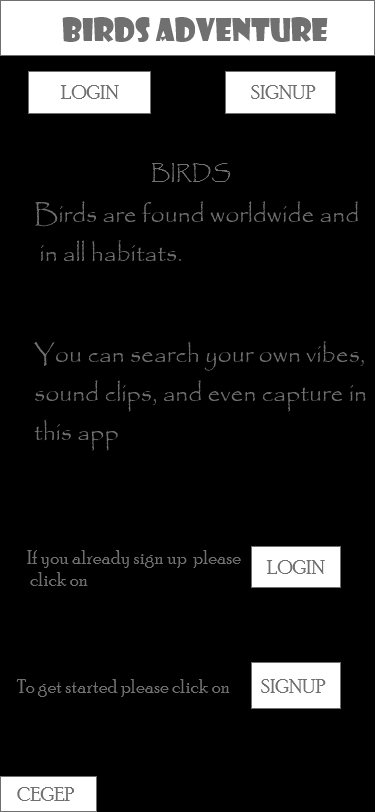 BIRDS ADVENTURE
LOGIN SIGNUP
BIRDS
Birds are found worldwide and
in all habitats.
You can search your own vibes,
sound clips, and even capture in
this app
If you already sign up please
click on
LOGIN
To get started please click on SIGNUP
CEGEP